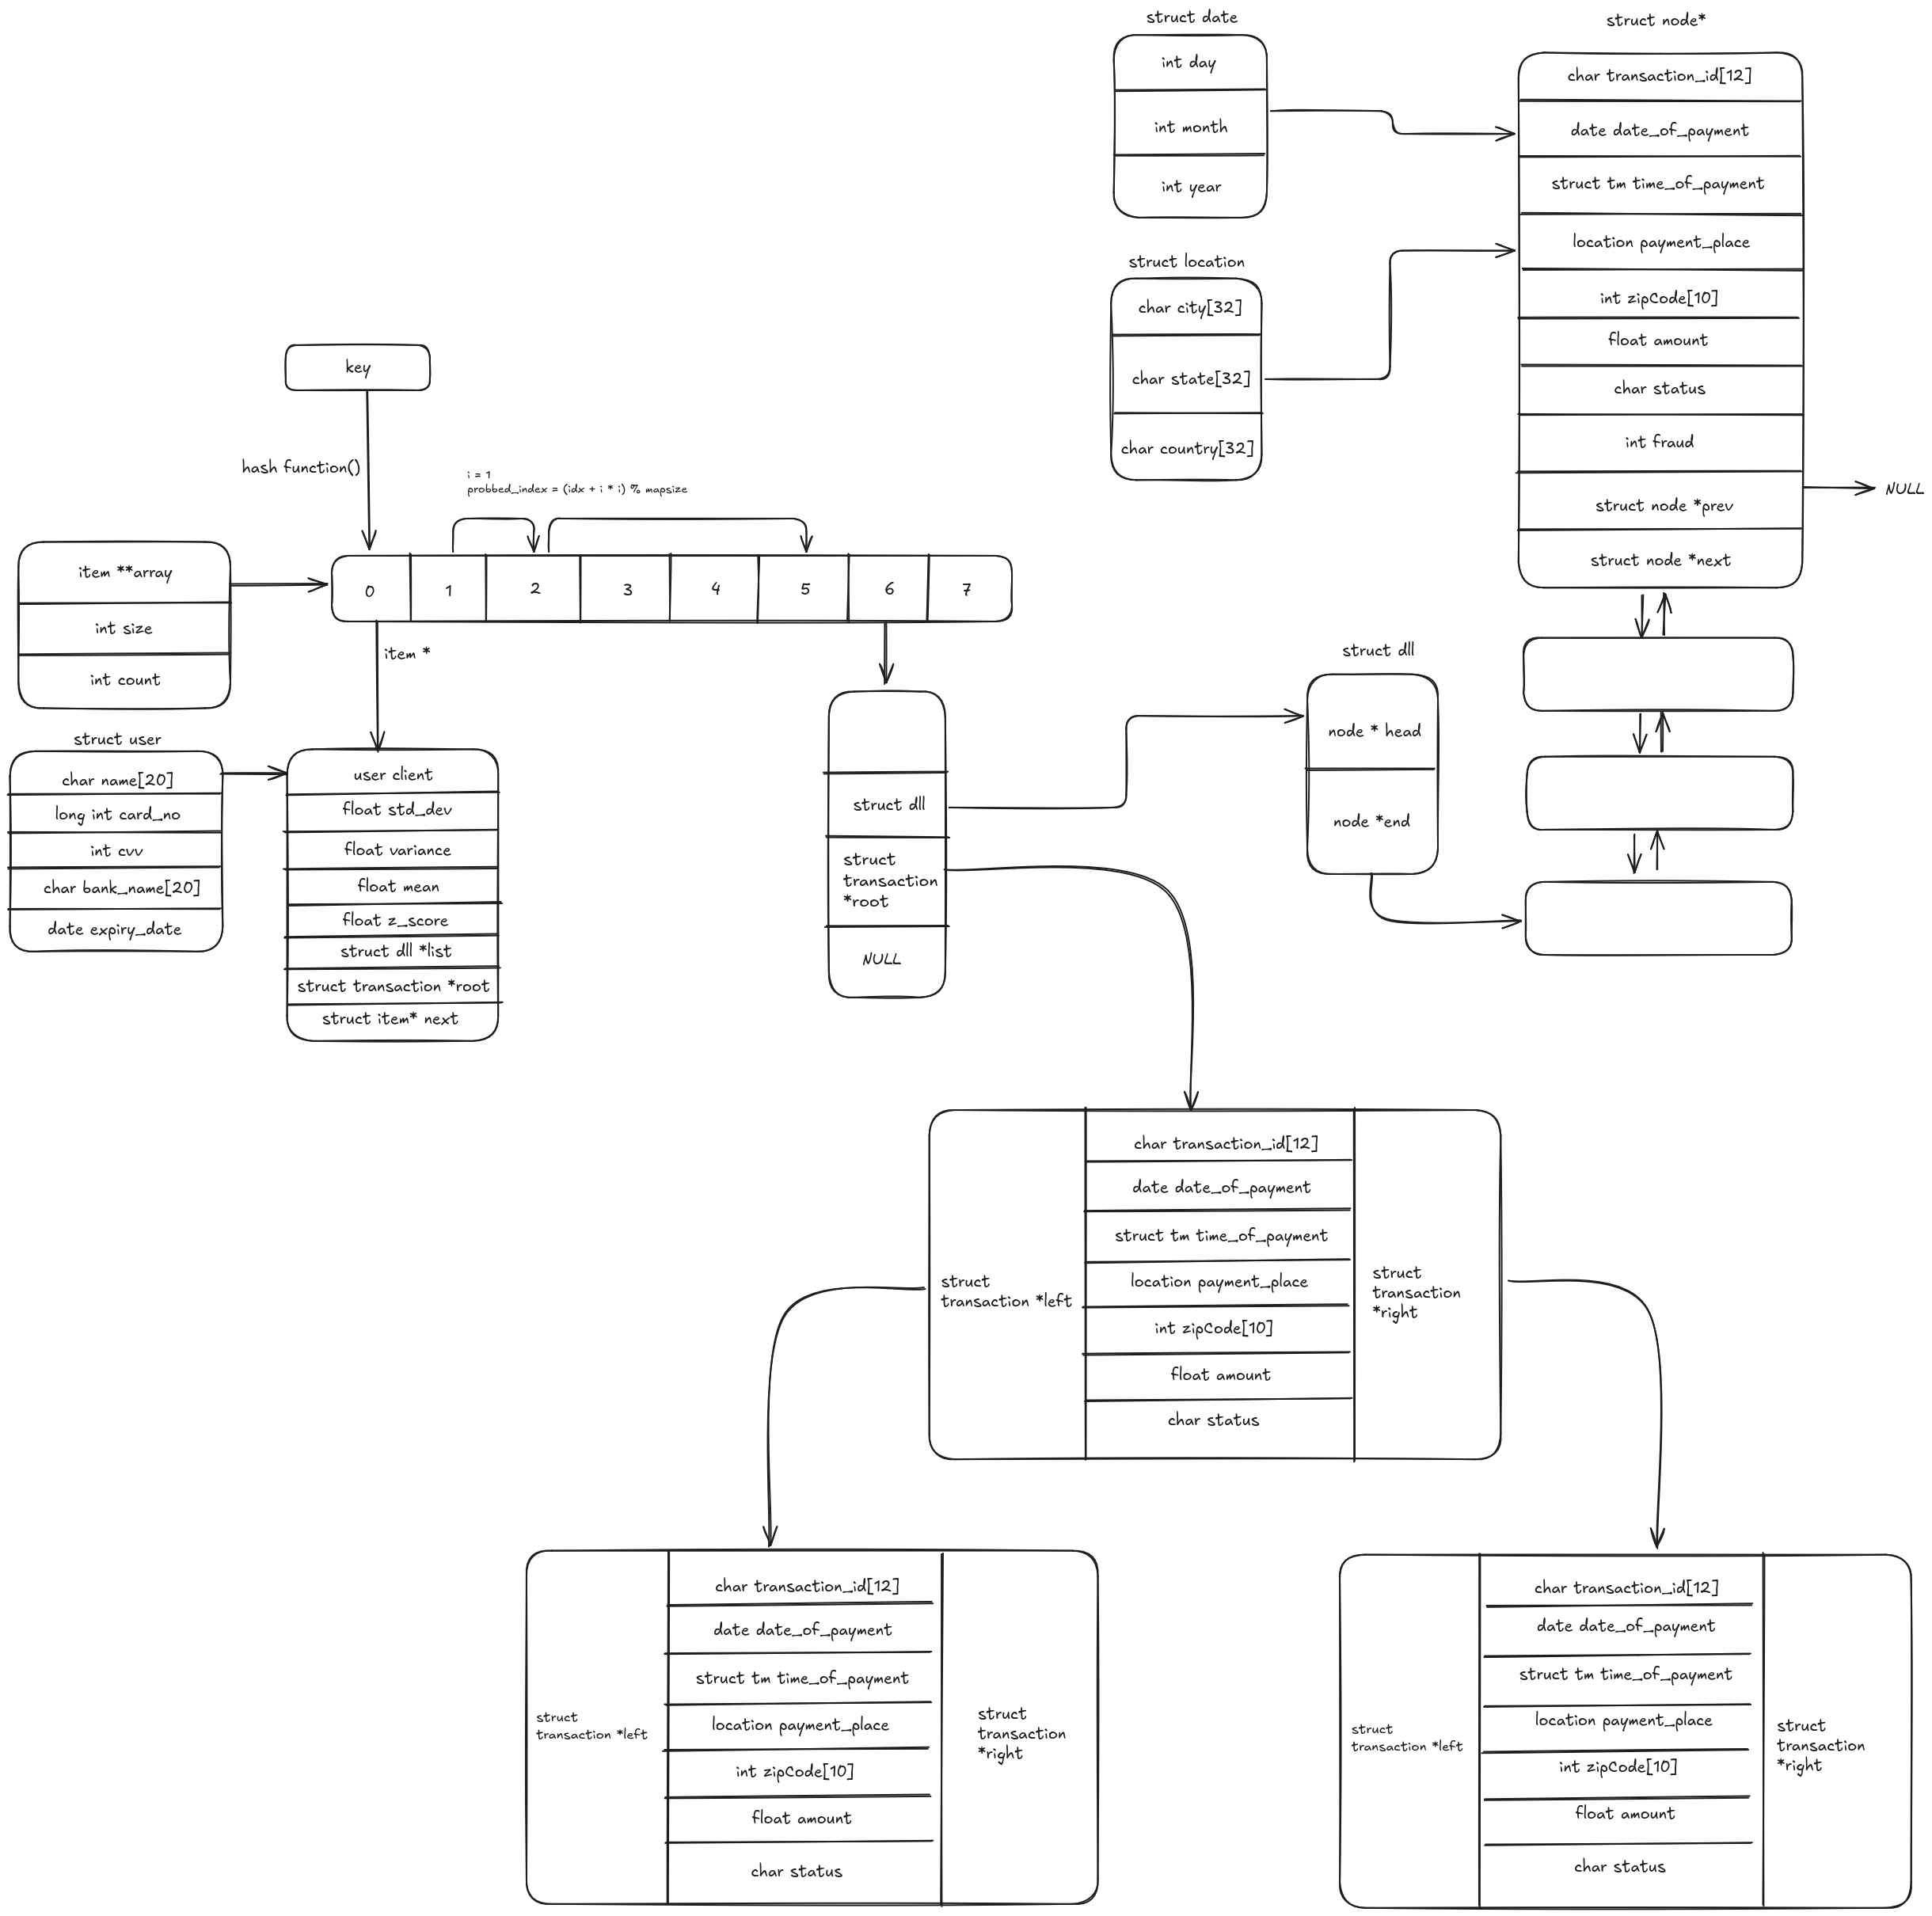 struct date
int day
int month
int year
struct location
char city[32]
char state[32]
char country[32]
struct node*
char transaction_id[12]
date date_of_payment
struct tm time_of_payment
location payment_place
int zipCode[10]
float amount
char status
int fraud
struct node *prev
struct node *next
NULL
key
hash function()
i = 1
probbed_index = (idx + i * i) % mapsize
item **array
int size
int count
0
1
2
3
4
5
6
7
item *
struct user
char name[20]
long int card_no
int cvv
char bank_name[20]
date expiry_date
user client
float std_dev
float variance
float mean
float z_score
struct dll *list
struct transaction *root
struct item* next
struct dll
struct
transaction
*root
NULL
struct dll
node * head
node *end
struct
transaction *left
char transaction_id[12]
date date_of_payment
struct tm time_of_payment
location payment_place
int zipCode[10]
float amount
char status
struct
transaction
*right
struct
transaction *left
char transaction_id[12]
date date_of_payment
struct tm time_of_payment
location payment_place
int zipCode[10]
float amount
char status
struct
transaction
*right
struct
transaction *left
char transaction_id[12]
date date_of_payment
struct tm time_of_payment
location payment_place
int zipCode[10]
float amount
char status
struct
transaction
*right